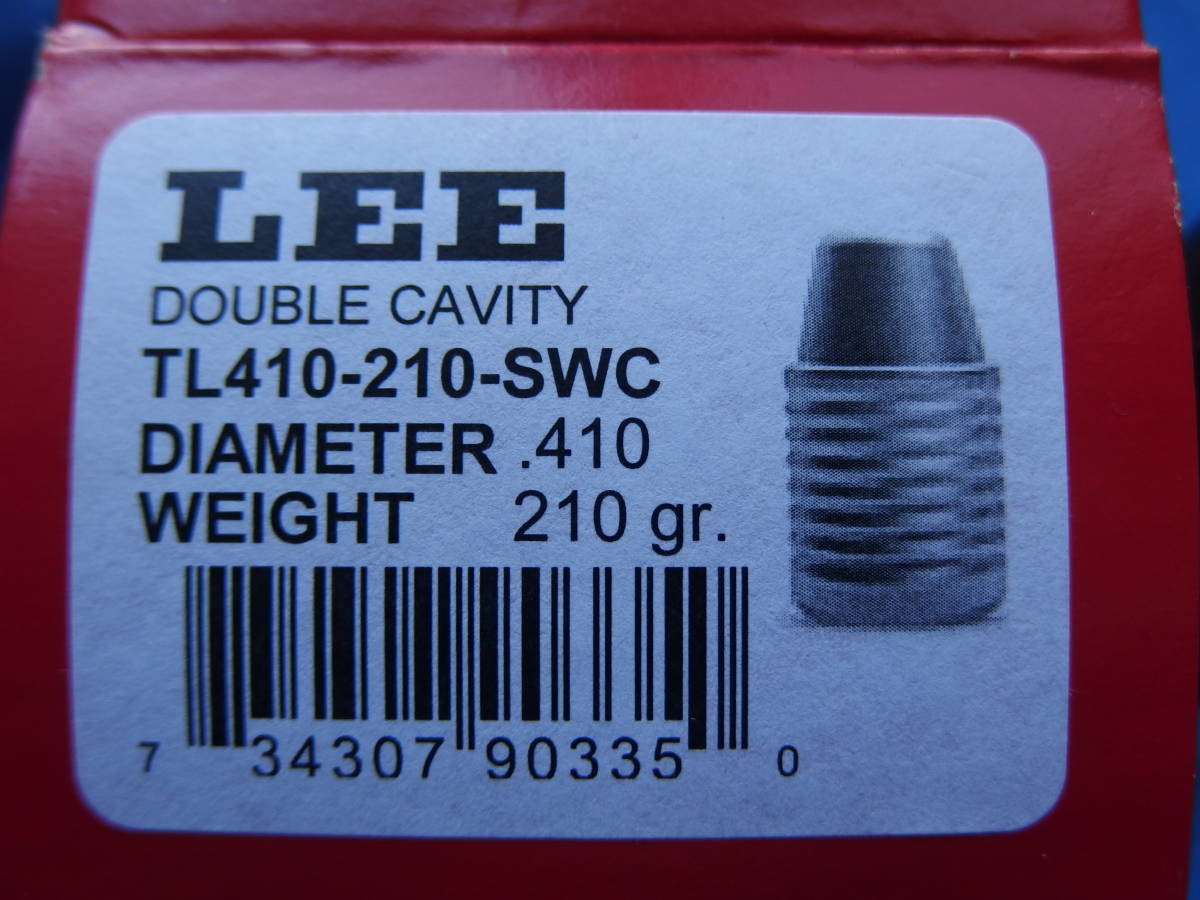 LEE
DOUBLE CAVITY
TL410-210-SWC
DIAMETER .410
WEIGHT 210 gr.
7 34307 90335 0